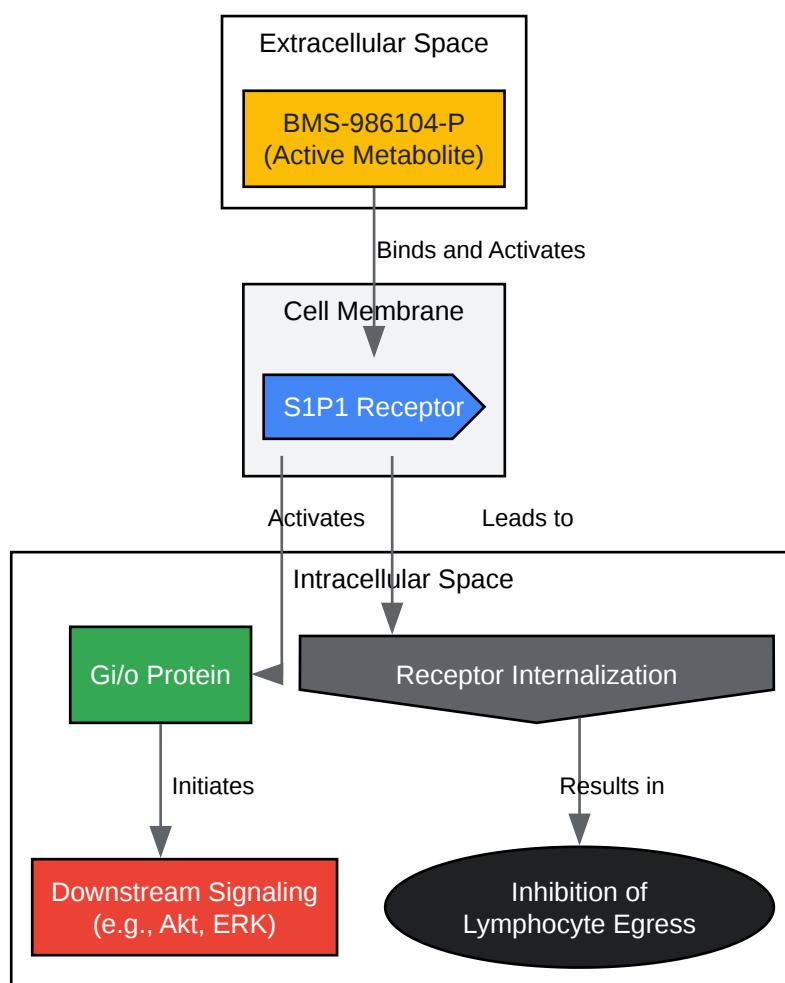 Extracellular Space
BMS-986104-P
(Active Metabolite)
Binds and Activates
Cell Membrane
S1P1 Receptor
Activates
Leads to
Intracellular Space
Gi/o Protein
Receptor Internalization
Initiates
Results in
Downstream Signaling
(e.g., Akt, ERK)
Inhibition of
Lymphocyte Egress